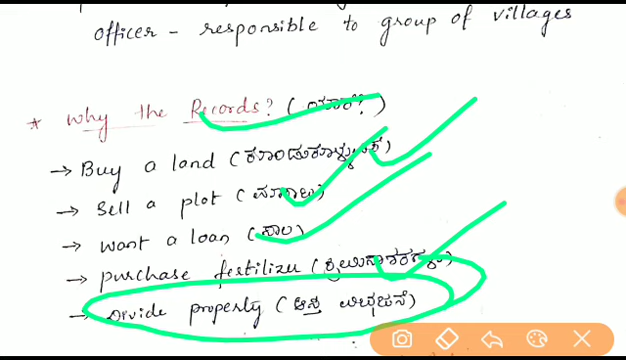 officer - responsible to group of villages
* Why the Records? (ಯಾಕೆ?)
→ Buy a land (ಕೊಂಡುಕೊಳ್ಳು
→ Sell a plot (
→ Want a loan (ಸಾಲ)
→ purchase festilizer (
→ Divide property (ಆಸ್ತಿ ವಿಭಜನೆ)